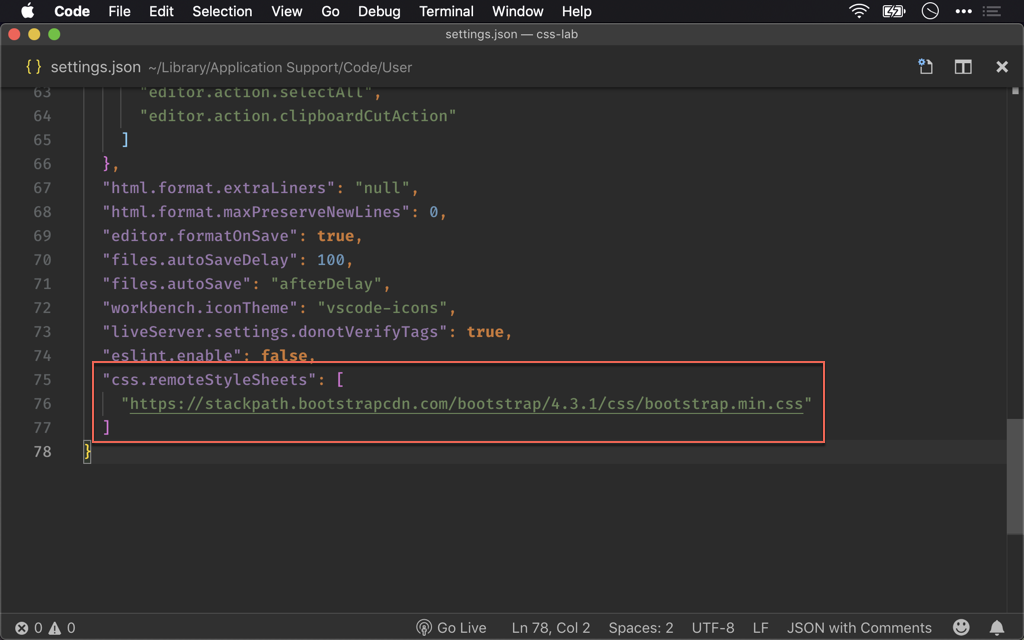 Code File Edit Selection View Go Debug Terminal Window Help
settings.json — css-lab
{ } settings.json ~/Library/Application Support/Code/User
63 "editor.action.selectAll",
64 "editor.action.clipboardCutAction"
65 ]
66 },
67 "html.format.extraLiners": "null",
68 "html.format.maxPreserveNewLines": 0,
69 "editor.formatOnSave": true,
70 "files.autoSaveDelay": 100,
71 "files.autoSave": "afterDelay",
72 "workbench.iconTheme": "vscode-icons",
73 "liveServer.settings.donotVerifyTags": true,
74 "eslint.enable": false,
75 "css.remoteStyleSheets": [
76 "https://stackpath.bootstrapcdn.com/bootstrap/4.3.1/css/bootstrap.min.css"
77 ]
78 }
0 0 Go Live Ln 78, Col 2 Spaces: 2 UTF-8 LF JSON with Comments